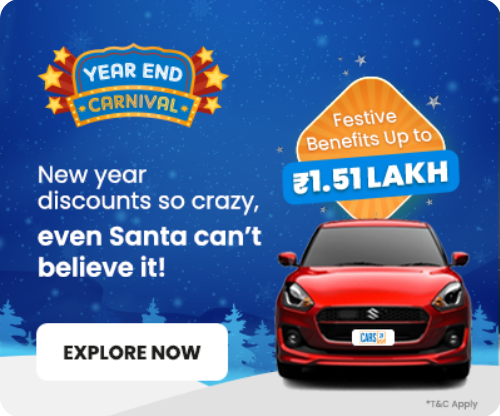 YEAR END
CARNIVAL
Festive
Benefits Up to
₹1.51 LAKH
New year
discounts so crazy,
even Santa can't
believe it!
CARS24
EXPLORE NOW
*T&C Apply